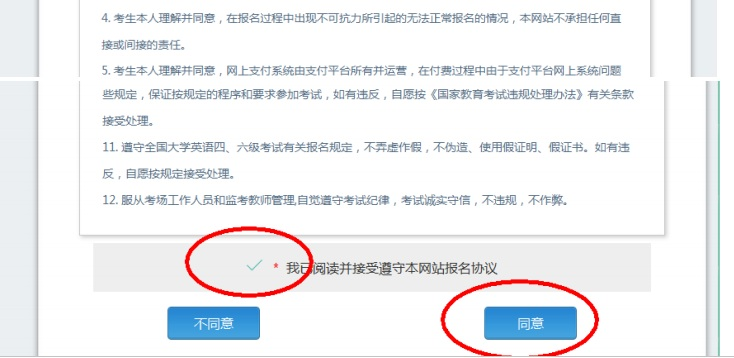 4. 考生本人理解并同意，在报名过程中出现不可抗力所引起的无法正常报名的情况，本网站不承担任何直
接或间接的责任。
5. 考生本人理解并同意，网上支付系统由支付平台所有并运营，在付费过程中由于支付平台网上系统问题
些规定，保证按规定的程序和要求参加考试，如有违反，自愿按《国家教育考试违规处理办法》有关条款
接受处理。
11. 遵守全国大学英语四、六级考试有关报名规定，不弄虚作假，不伪造、使用假证明、假证书。如有违
反，自愿按规定接受处理。
12. 服从考场工作人员和监考教师管理,自觉遵守考试纪律，考试诚实守信，不违规，不作弊。
* 我已阅读并接受遵守本网站报名协议
不同意 同意